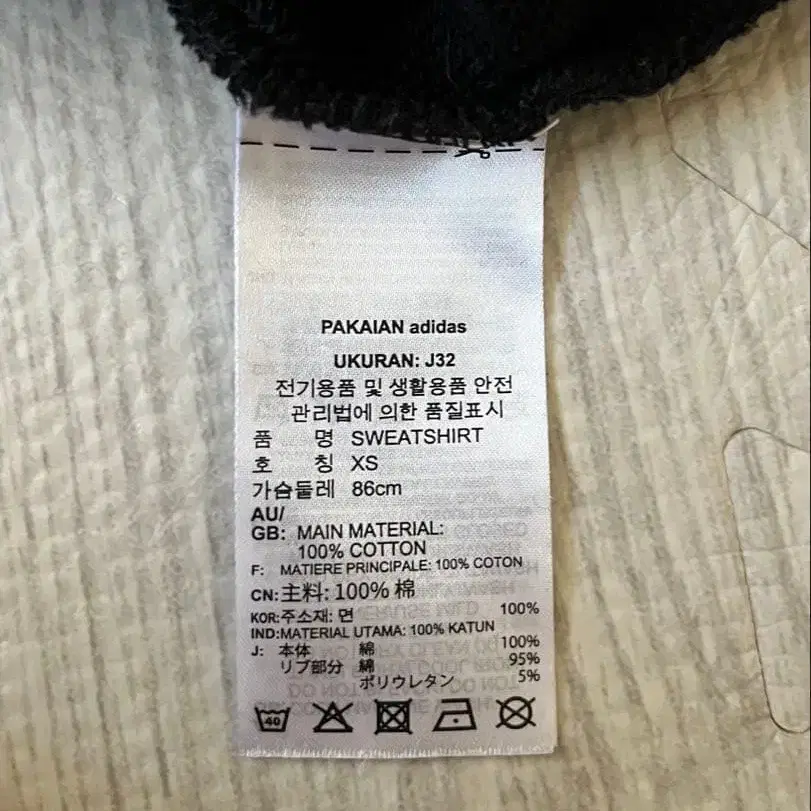 PAKAIAN adidas
UKURAN: J32
전기용품 및 생활용품 안전
관리법에 의한 품질표시
품 명 SWEATSHIRT
호 칭 XS
가슴둘레 86cm
AU/
GB: MAIN MATERIAL:
100% COTTON
F: MATIERE PRINCIPALE: 100% COTON
CN:主料: 100% 棉
KOR:주소재: 면 100%
IND:MATERIAL UTAMA: 100% KATUN
J: 本体 綿 100%
リブ部分 綿 95%
ポリウレタン 5%
40